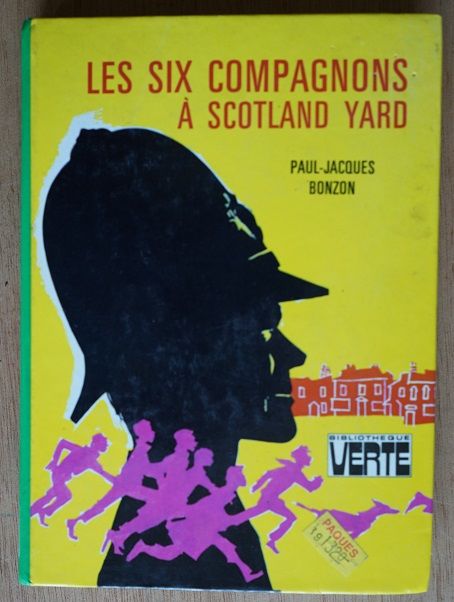 LES SIX COMPAGNONS
À SCOTLAND YARD
PAUL-JACQUES
BONZON
BIBLIOTHEQUE
VERTE
PAQUES